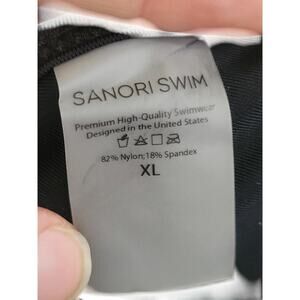 SANORI SWIM
Premium High-Quality Swimwear
Designed in the United States
82% Nylon;18% Spandex
XL